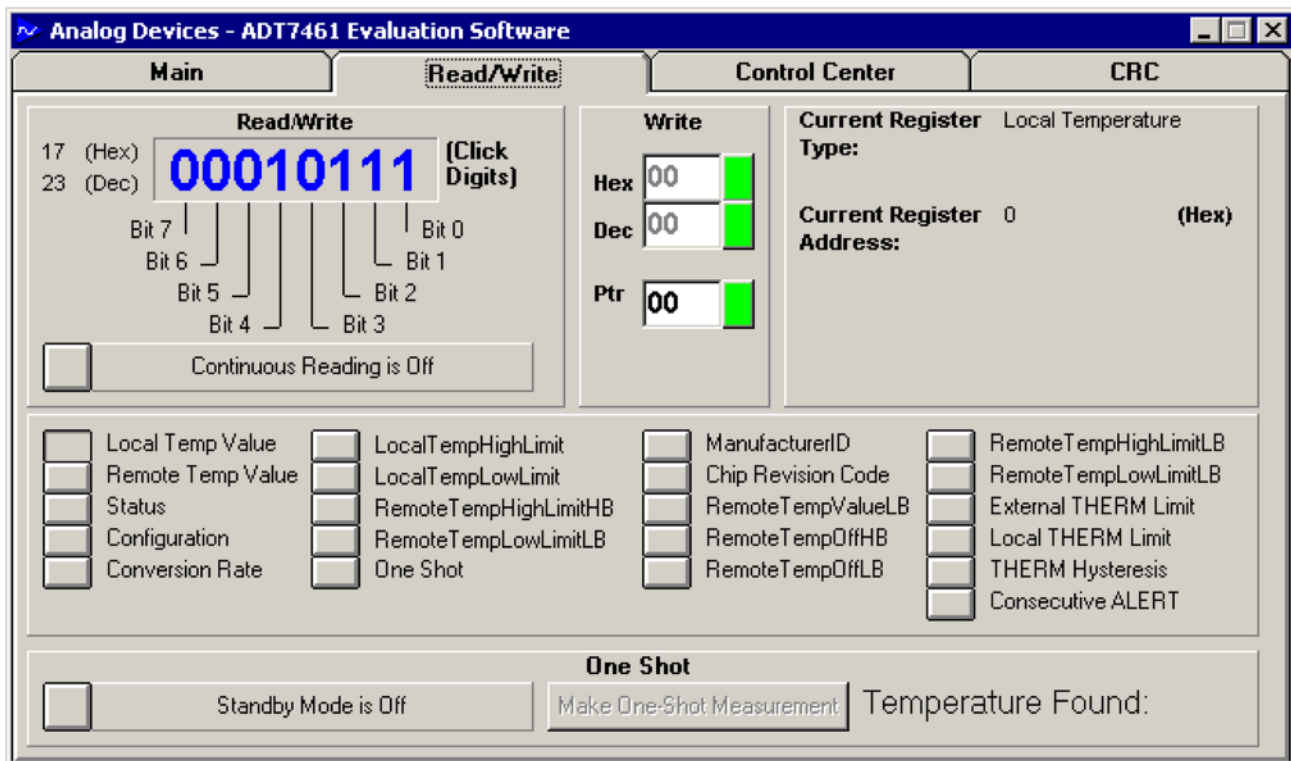 Analog Devices - ADT7461 Evaluation Software
Main
Read/Write
Control Center
CRC
Read/Write
17 (Hex)
23 (Dec)
00010111
(Click
Digits)
Bit 7
Bit 0
Bit 6
Bit 1
Bit 5
Bit 2
Bit 4
Bit 3
Continuous Reading is Off
Write
Hex 00
Dec 00
Ptr 00
Current Register Local Temperature
Type:
Current Register 0 (Hex)
Address:
Local Temp Value
Remote Temp Value
Status
Configuration
Conversion Rate
LocalTempHighLimit
LocalTempLowLimit
RemoteTempHighLimitHB
RemoteTempLowLimitLB
One Shot
ManufacturerID
Chip Revision Code
RemoteTempValueLB
RemoteTempOffHB
RemoteTempOffLB
RemoteTempHighLimitLB
RemoteTempLowLimitLB
External THERM Limit
Local THERM Limit
THERM Hysteresis
Consecutive ALERT
One Shot
Standby Mode is Off
Make One-Shot Measurement
Temperature Found: